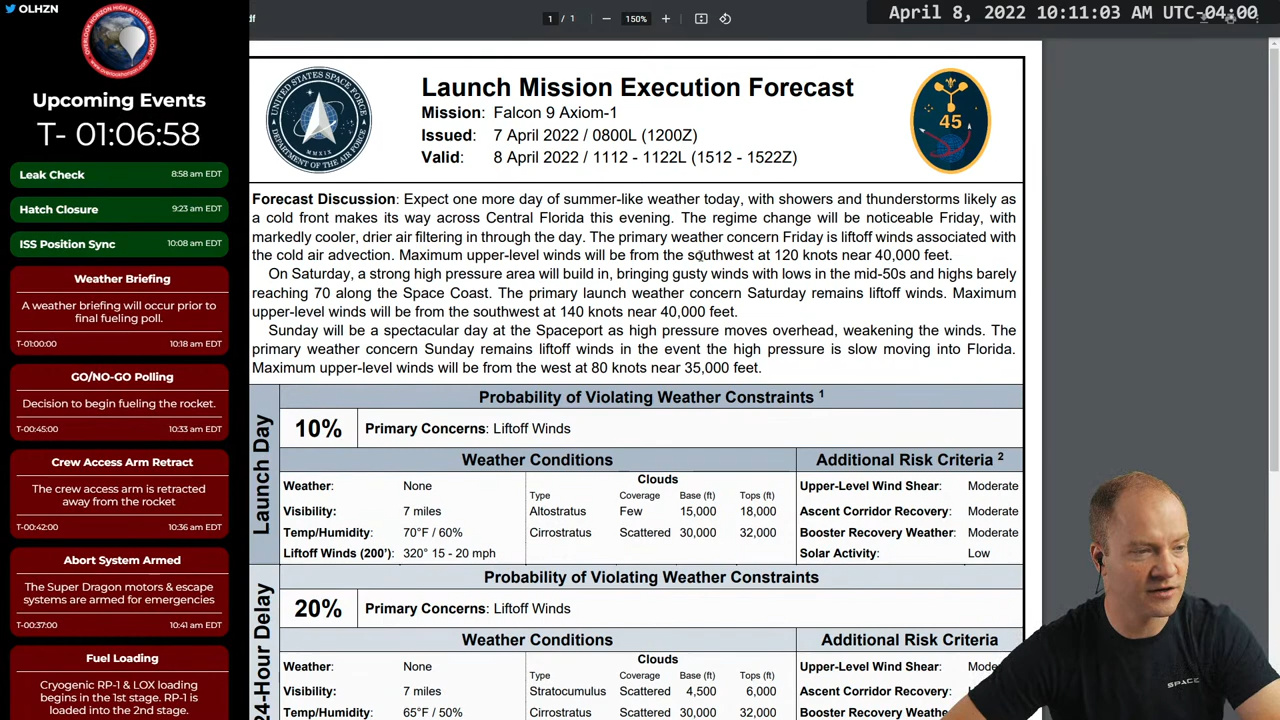 OLHZN
df
1 / 1
150%
April 8, 2022 10:11:03 AM UTC-04:00
OVERLOOK HORIZON HIGH ALTITUDE BALLOONS
www.overlookhorizon.com
Upcoming Events
T- 01:06:58
Leak Check 8:58 am EDT
Hatch Closure 9:23 am EDT
ISS Position Sync 10:08 am EDT
Weather Briefing
A weather briefing will occur prior to
final fueling poll.
T-01:00:00 10:18 am EDT
GO/NO-GO Polling
Decision to begin fueling the rocket.
T-00:45:00 10:33 am EDT
Crew Access Arm Retract
The crew access arm is retracted
away from the rocket
T-00:42:00 10:36 am EDT
Abort System Armed
The Super Dragon motors & escape
systems are armed for emergencies
T-00:37:00 10:41 am EDT
Fuel Loading
Cryogenic RP-1 & LOX loading
begins in the 1st stage. RP-1 is
loaded into the 2nd stage.
UNITED STATES SPACE FORCE
DEPARTMENT OF THE AIR FORCE
MMXIX
Launch Mission Execution Forecast
Mission: Falcon 9 Axiom-1
Issued: 7 April 2022 / 0800L (1200Z)
Valid: 8 April 2022 / 1112 - 1122L (1512 - 1522Z)
45
Forecast Discussion: Expect one more day of summer-like weather today, with showers and thunderstorms likely as
a cold front makes its way across Central Florida this evening. The regime change will be noticeable Friday, with
markedly cooler, drier air filtering in through the day. The primary weather concern Friday is liftoff winds associated with
the cold air advection. Maximum upper-level winds will be from the southwest at 120 knots near 40,000 feet.
On Saturday, a strong high pressure area will build in, bringing gusty winds with lows in the mid-50s and highs barely
reaching 70 along the Space Coast. The primary launch weather concern Saturday remains liftoff winds. Maximum
upper-level winds will be from the southwest at 140 knots near 40,000 feet.
Sunday will be a spectacular day at the Spaceport as high pressure moves overhead, weakening the winds. The
primary weather concern Sunday remains liftoff winds in the event the high pressure is slow moving into Florida.
Maximum upper-level winds will be from the west at 80 knots near 35,000 feet.
Launch Day
Probability of Violating Weather Constraints 1
10% Primary Concerns: Liftoff Winds
Weather Conditions Additional Risk Criteria 2
Weather: None
Visibility: 7 miles
Temp/Humidity: 70°F / 60%
Liftoff Winds (200'): 320° 15 - 20 mph
Clouds
Type Coverage Base (ft) Tops (ft)
Altostratus Few 15,000 18,000
Cirrostratus Scattered 30,000 32,000
Upper-Level Wind Shear: Moderate
Ascent Corridor Recovery: Moderate
Booster Recovery Weather: Moderate
Solar Activity: Low
24-Hour Delay
Probability of Violating Weather Constraints
20% Primary Concerns: Liftoff Winds
Weather Conditions Additional Risk Criteria
Weather: None
Visibility: 7 miles
Temp/Humidity: 65°F / 50%
Clouds
Type Coverage Base (ft) Tops (ft)
Stratocumulus Scattered 4,500 6,000
Cirrostratus Scattered 30,000 32,000
Upper-Level Wind Shear: Mode
Ascent Corridor Recovery:
Booster Recovery Weather:
SPACE